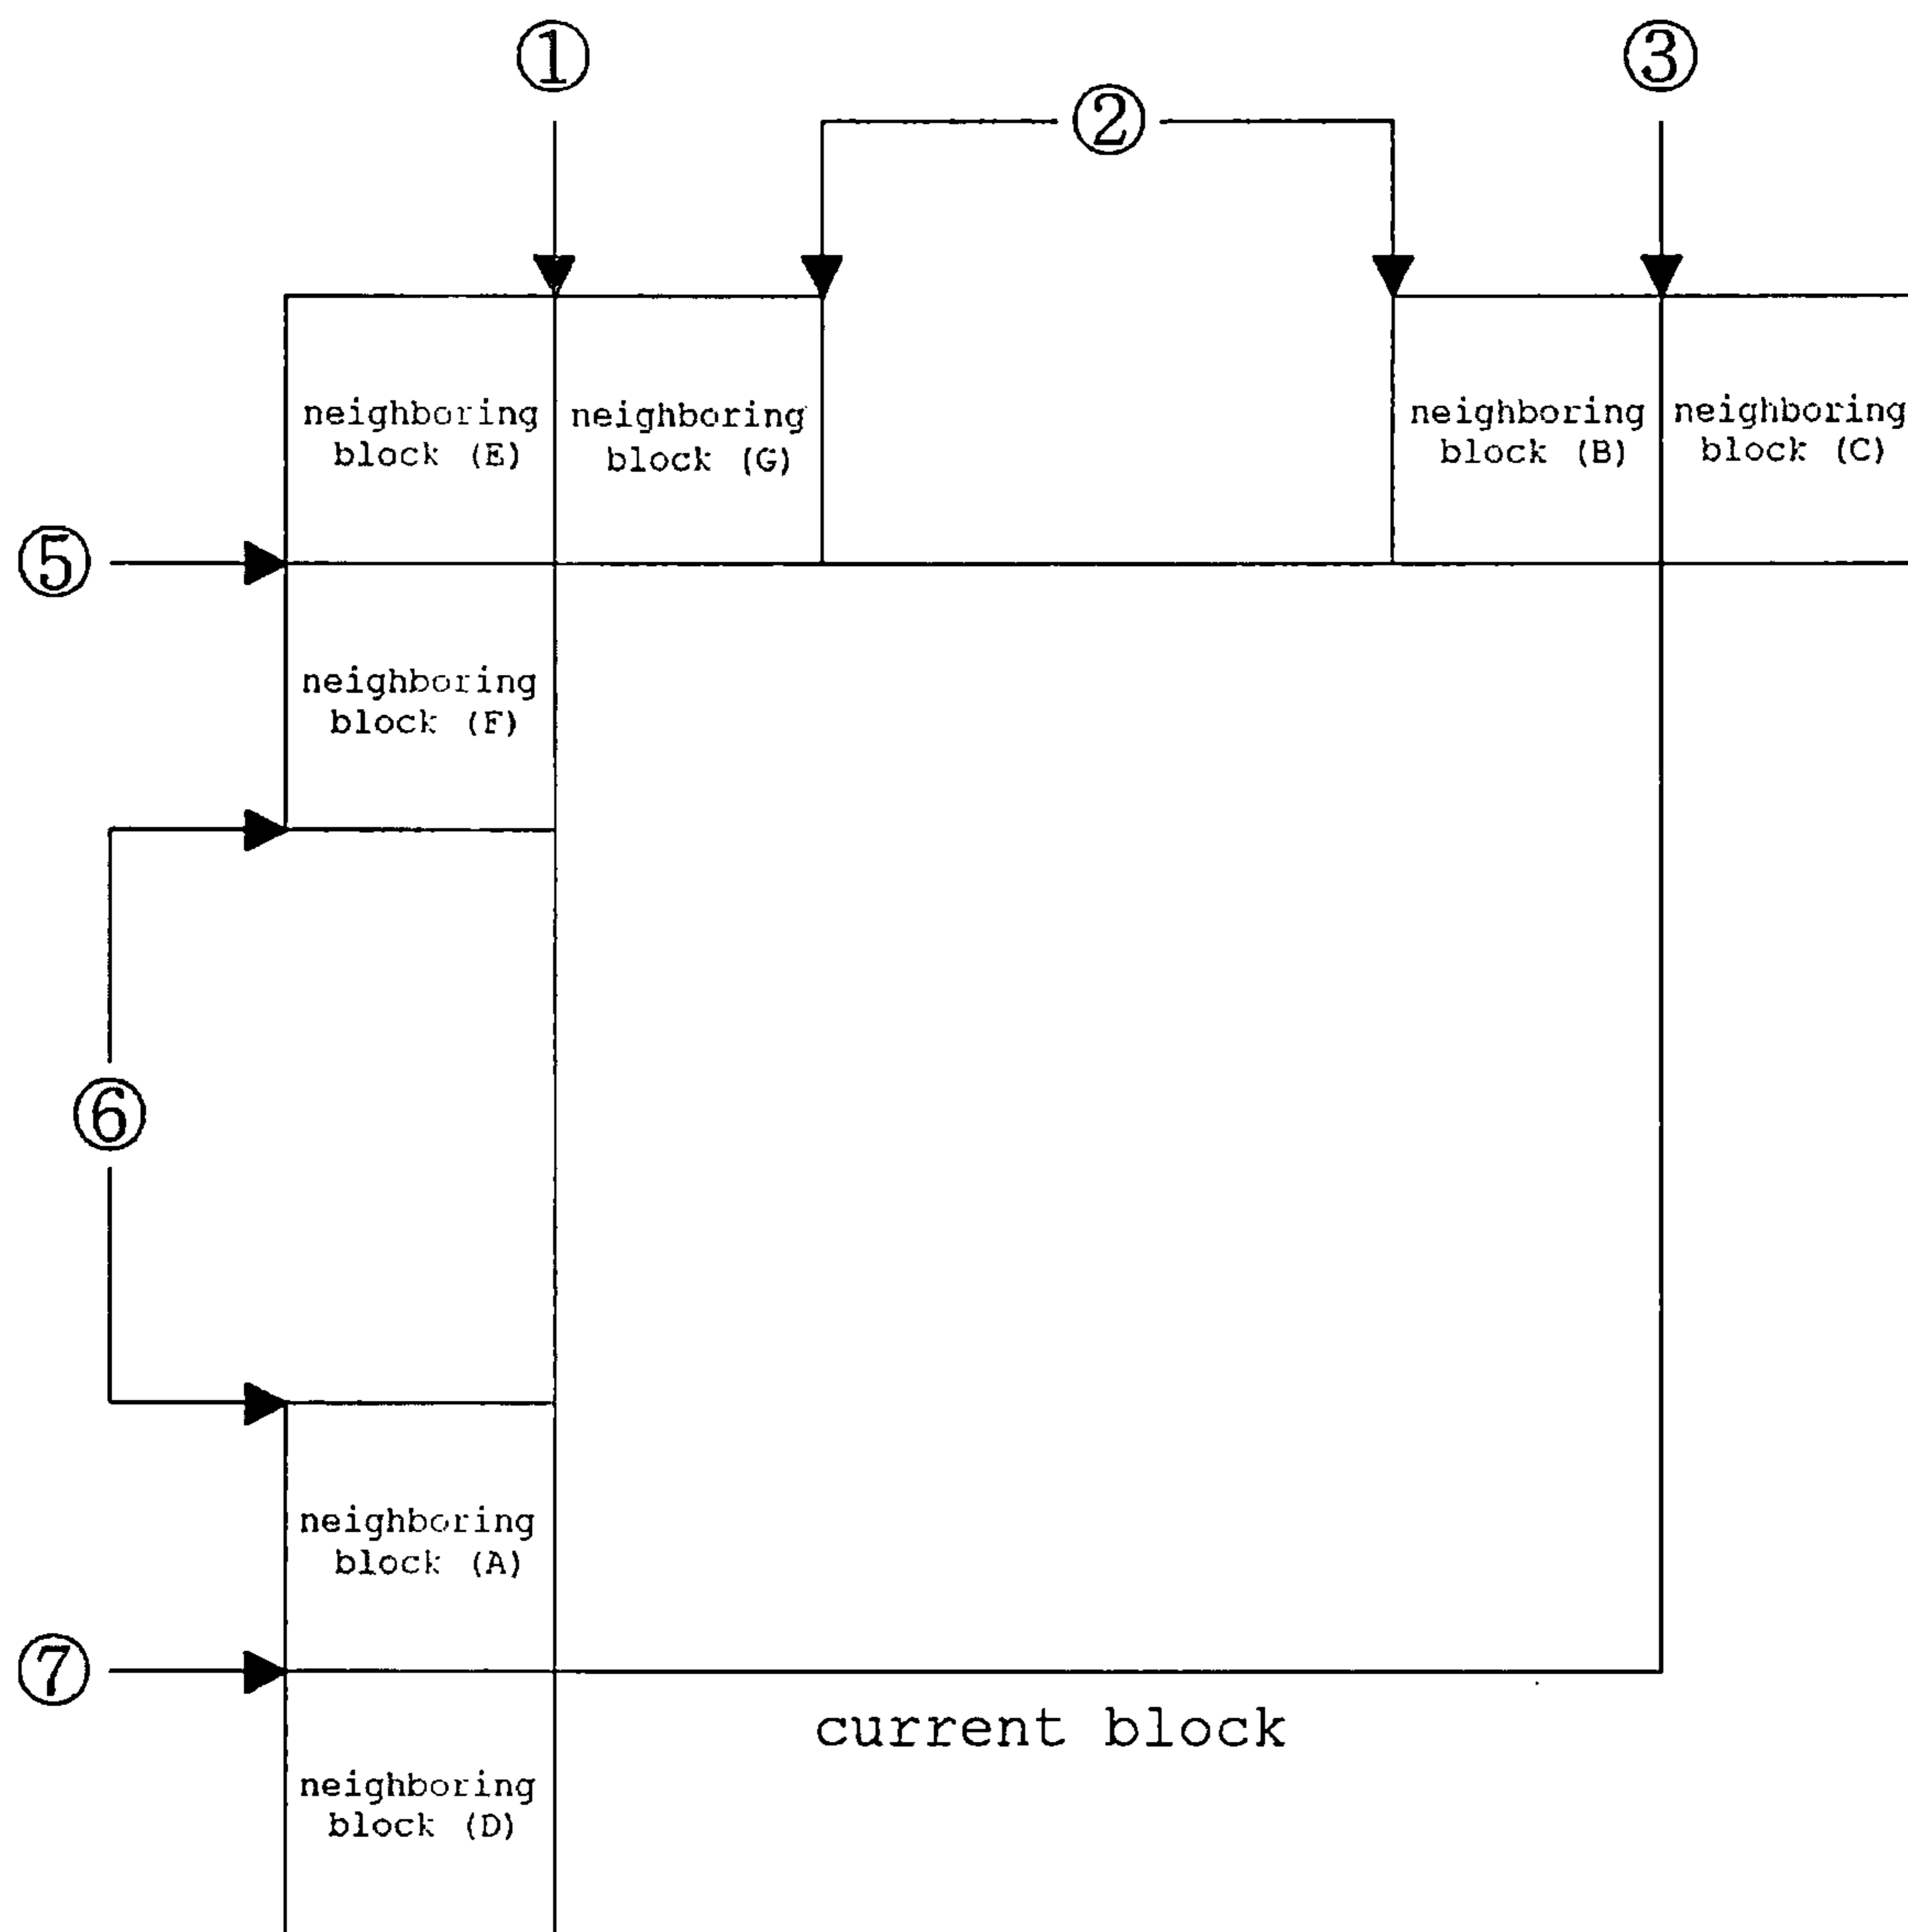 ①
③
②
neighboring
block (E)
neighboring
block (G)
neighboring
block (B)
neighboring
block (C)
⑤
neighboring
block (F)
⑥
neighboring
block (A)
⑦
current block
neighboring
block (D)